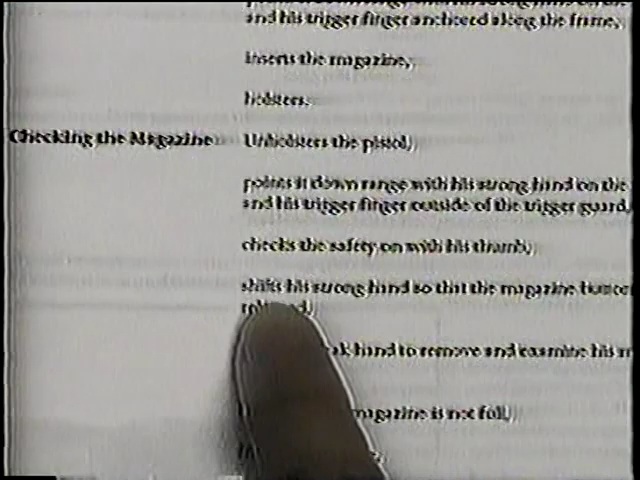 and his trigger finger anchored along the frame,
inserts the magazine,
holsters.
Checking the Magazine Unholsters the pistol,
points it down range with his strong hand on the
and his trigger finger outside of the trigger guard,
checks the safety on with his thumb,
shifts his strong hand so that the magazine button
hand to remove and examine his
magazine is not full,